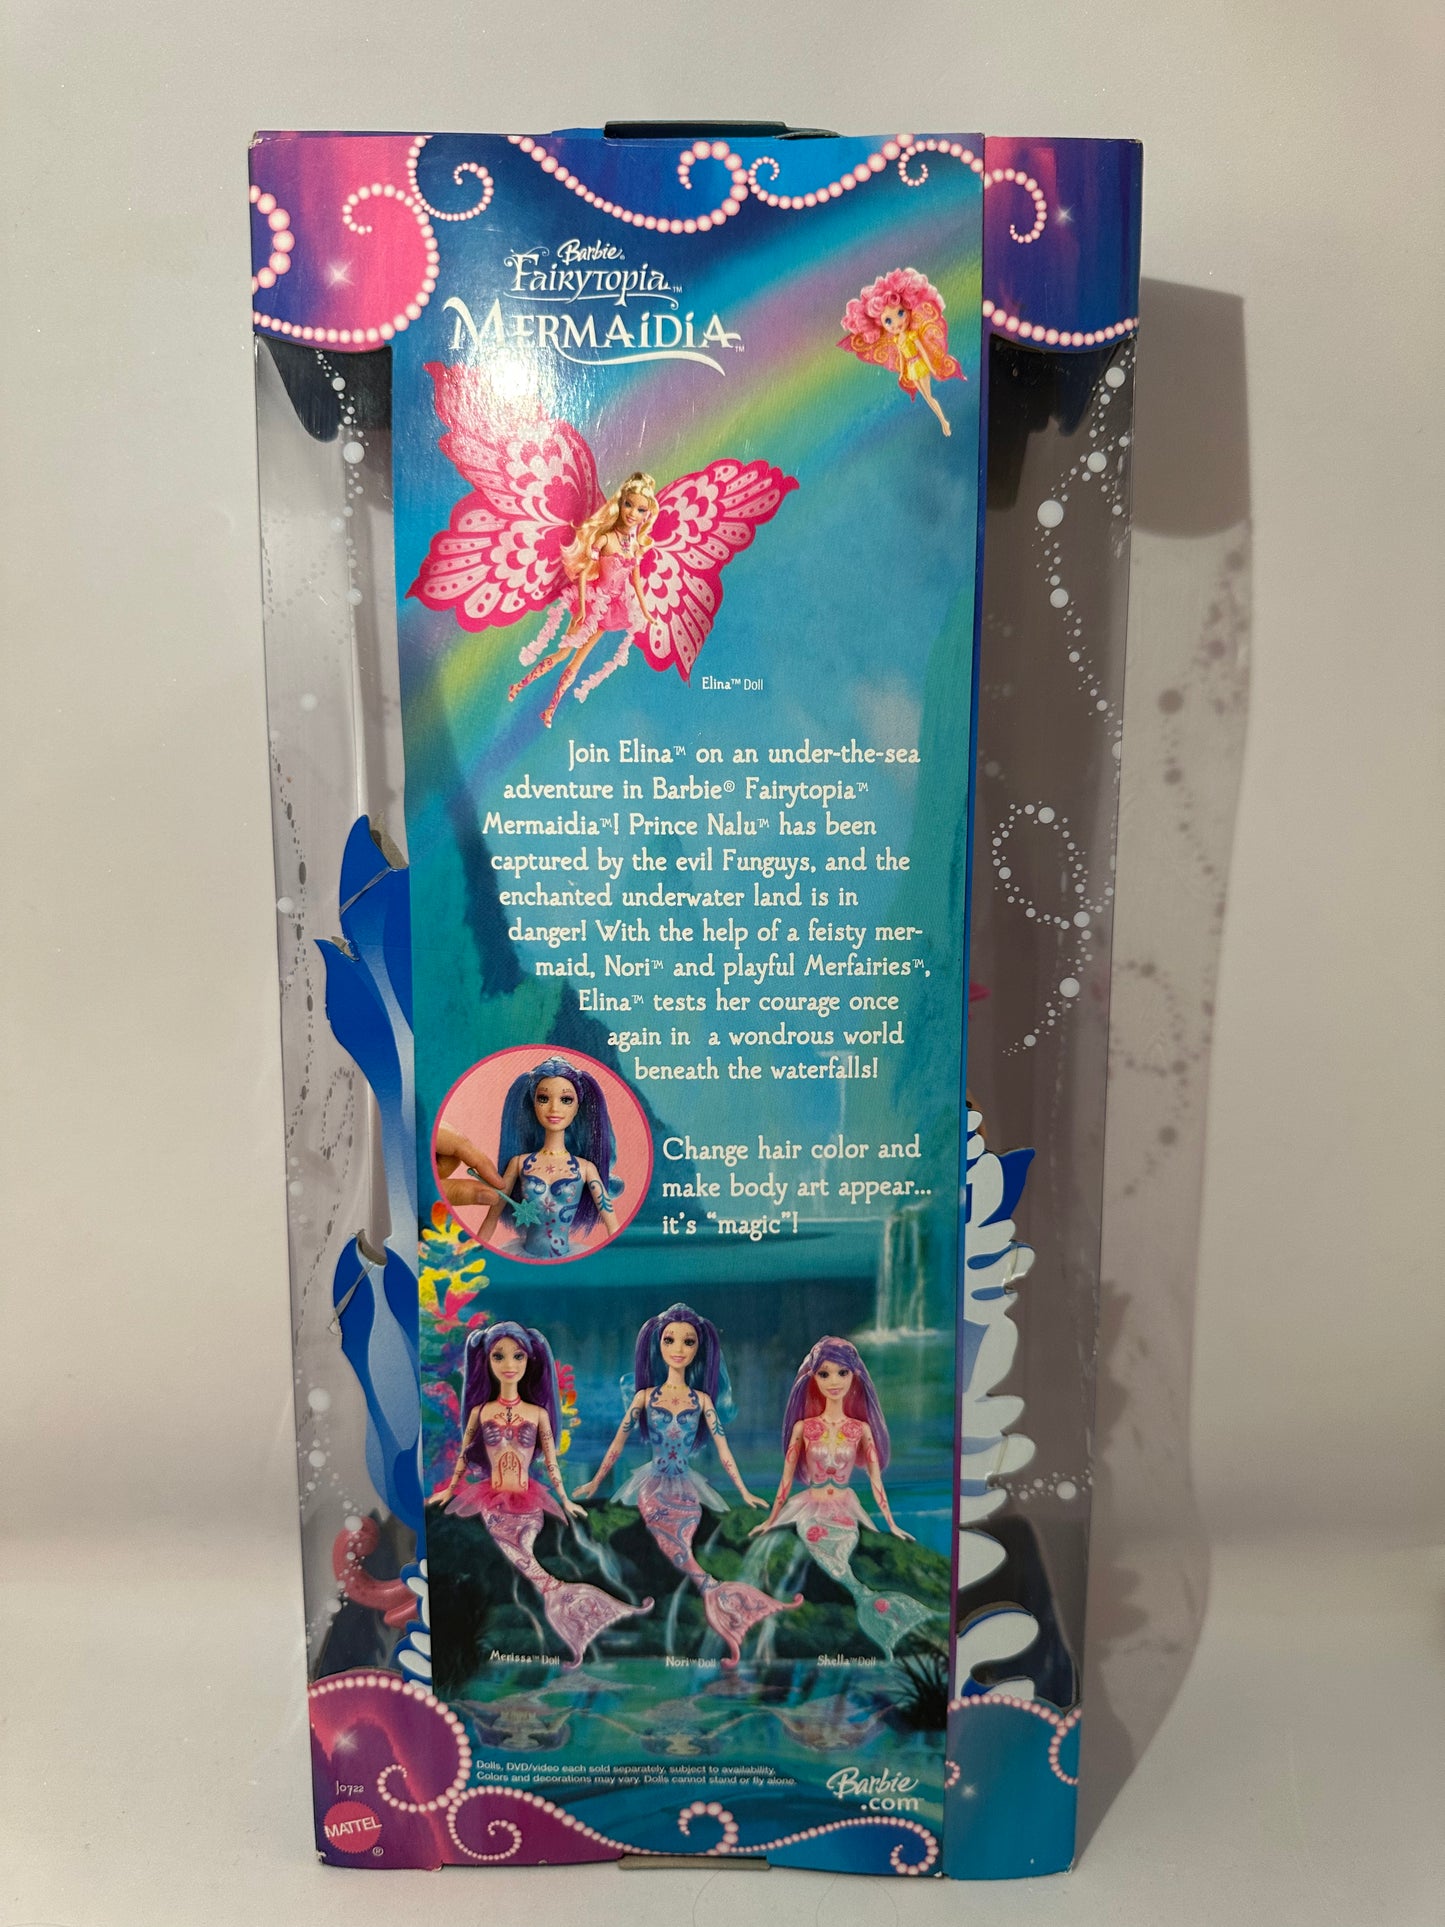 Barbie®
Fairytopia™
Mermaidia™
Elina™ Doll
Join Elina™ on an under-the-sea
adventure in Barbie® Fairytopia™
Mermaidia™! Prince Nalu™ has been
captured by the evil Funguys, and the
enchanted underwater land is in
danger! With the help of a feisty mer-
maid, Nori™ and playful Merfairies™,
Elina™ tests her courage once
again in a wondrous world
beneath the waterfalls!
Change hair color and
make body art appear...
it's “magic”!
Merissa™ Doll
Nori™ Doll
Shella™ Doll
Dolls, DVD/video each sold separately, subject to availability.
Colors and decorations may vary. Dolls cannot stand or fly alone.
Barbie
.com™
J0722
MATTEL
®